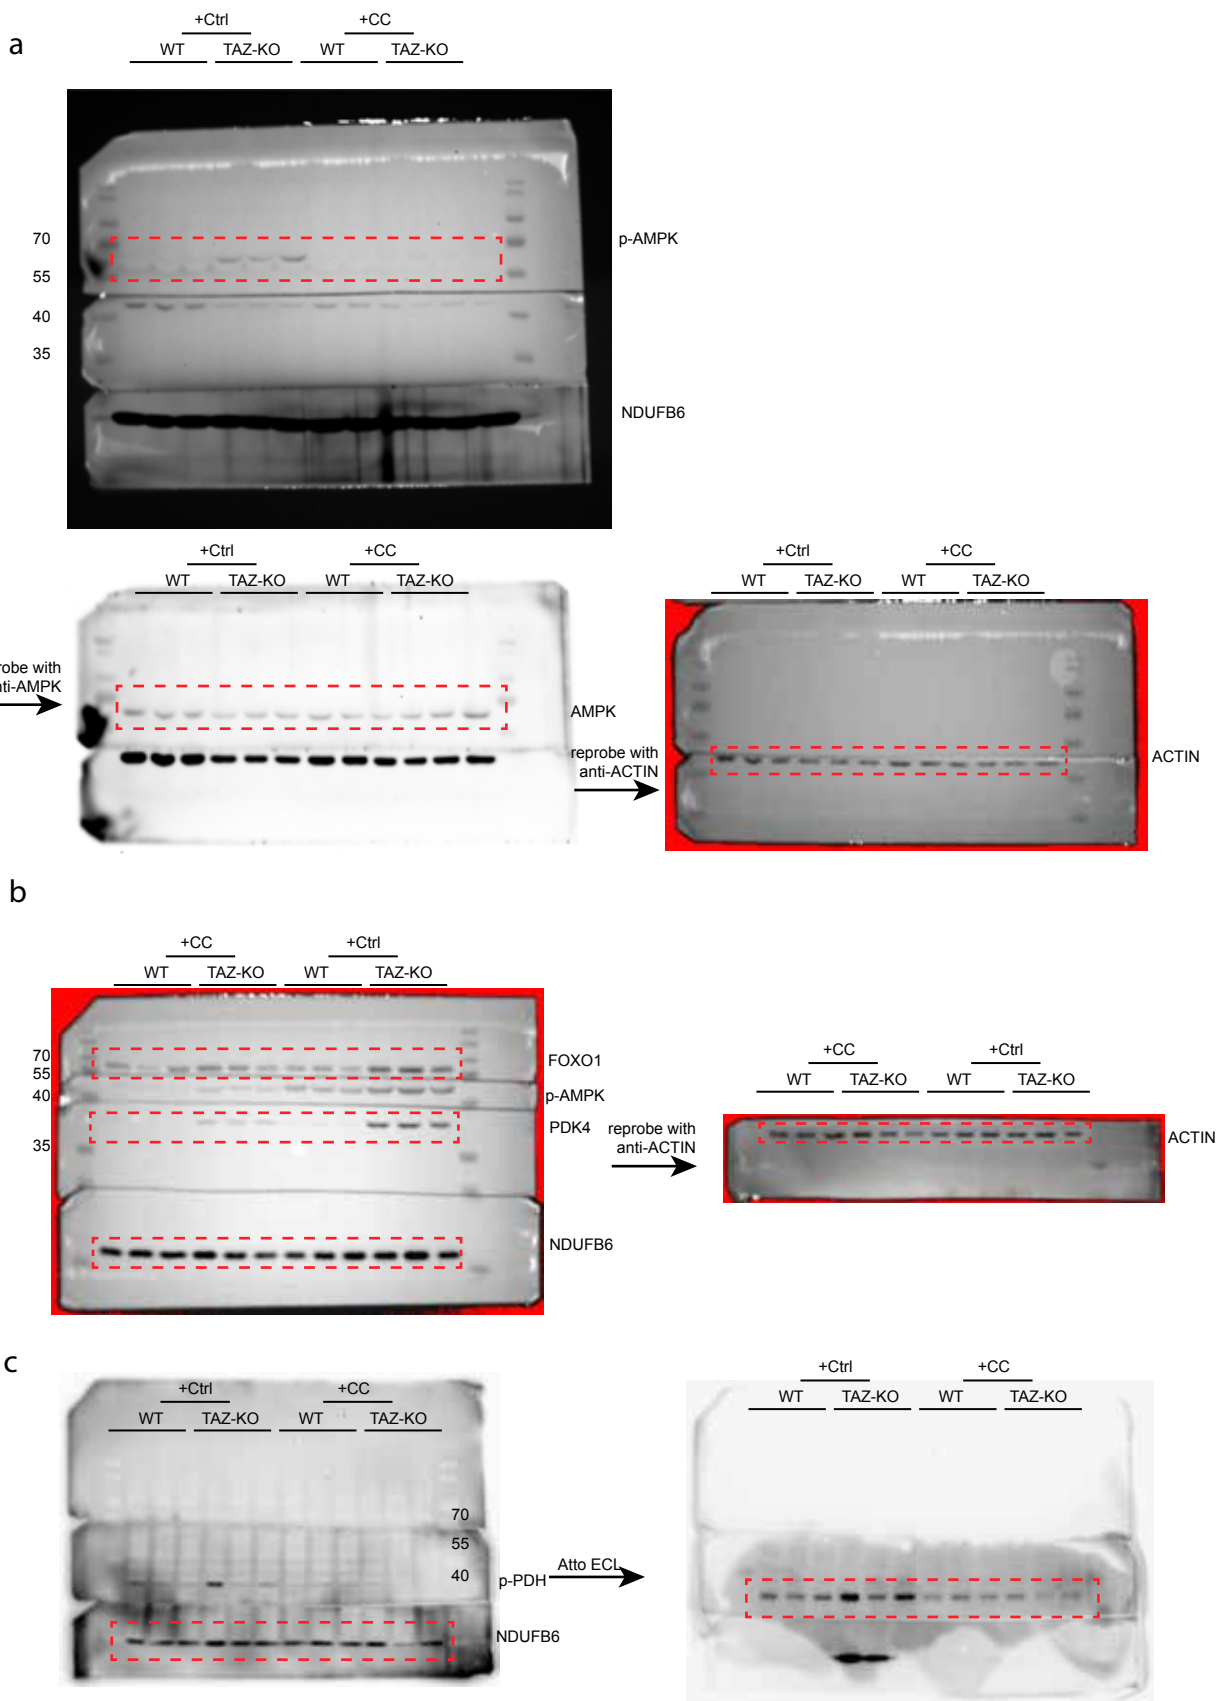 a
+Ctrl +CC
WT TAZ-KO WT TAZ-KO
70
55
40
35
p-AMPK
NDUFB6
+Ctrl +CC
WT TAZ-KO WT TAZ-KO
robe with
nti-AMPK
AMPK
reprobe with
anti-ACTIN
+Ctrl +CC
WT TAZ-KO WT TAZ-KO
ACTIN
b
+CC +Ctrl
WT TAZ-KO WT TAZ-KO
70
55
40
35
FOXO1
p-AMPK
PDK4
NDUFB6
reprobe with
anti-ACTIN
+CC +Ctrl
WT TAZ-KO WT TAZ-KO
ACTIN
c
+Ctrl +CC
WT TAZ-KO WT TAZ-KO
70
55
40
p-PDH
NDUFB6
Atto ECL
+Ctrl +CC
WT TAZ-KO WT TAZ-KO